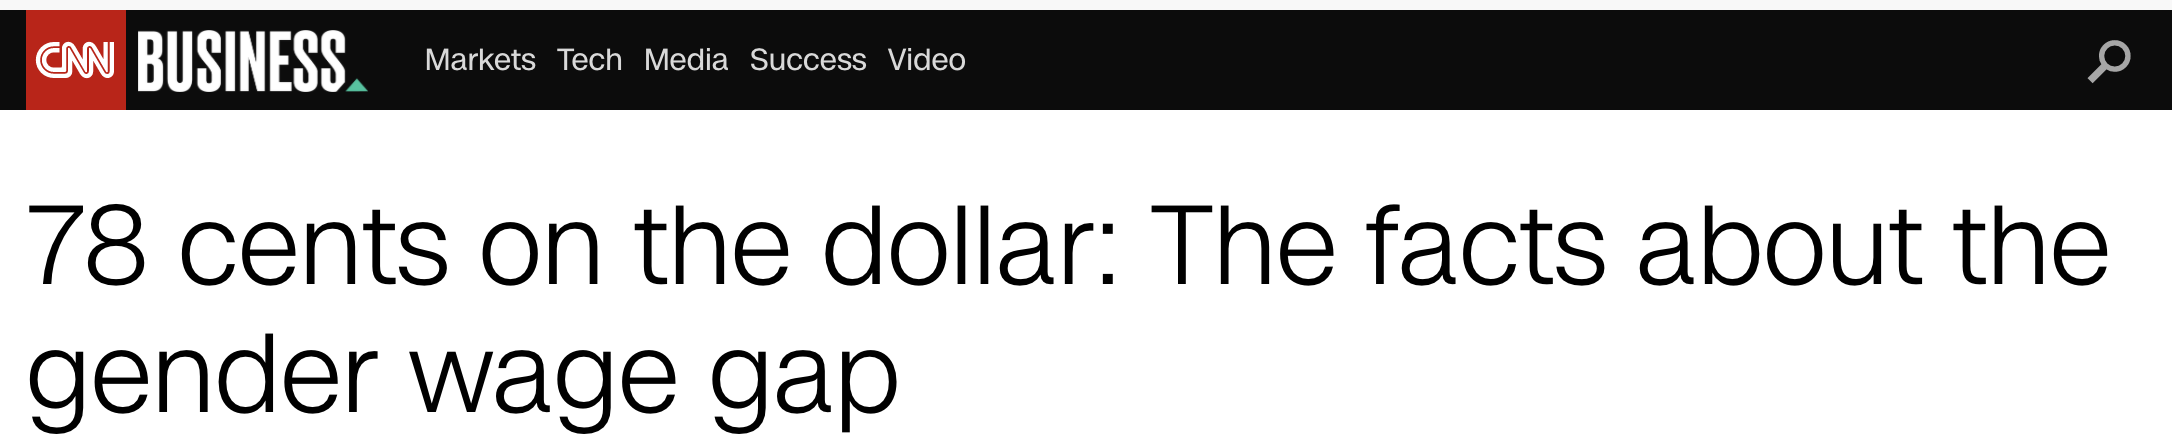 CNN BUSINESS Markets Tech Media Success Video
78 cents on the dollar: The facts about the
gender wage gap